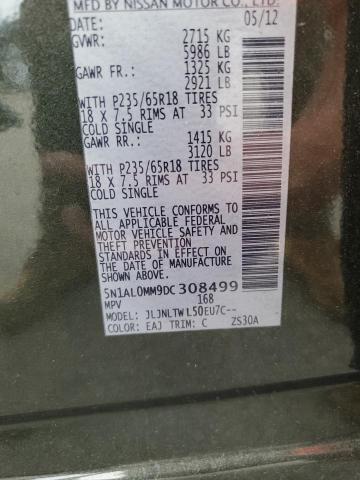 MFD BY NISSAN MOTOR CO., LTD.
DATE: 05/12
GVWR: 2715 KG
5986 LB
GAWR FR.: 1325 KG
2921 LB
WITH P235/65R18 TIRES
18 X 7.5 RIMS AT 33 PSI
COLD SINGLE
GAWR RR.: 1415 KG
3120 LB
WITH P235/65R18 TIRES
18 X 7.5 RIMS AT 33 PSI
COLD SINGLE
THIS VEHICLE CONFORMS TO
ALL APPLICABLE FEDERAL
MOTOR VEHICLE SAFETY AND
THEFT PREVENTION
STANDARDS IN EFFECT ON
THE DATE OF MANUFACTURE
SHOWN ABOVE.
5N1AL0MM9DC308499
MPV 168
MODEL: JLJNLTWL50EU7C--
COLOR: EAJ TRIM: C ZS30A